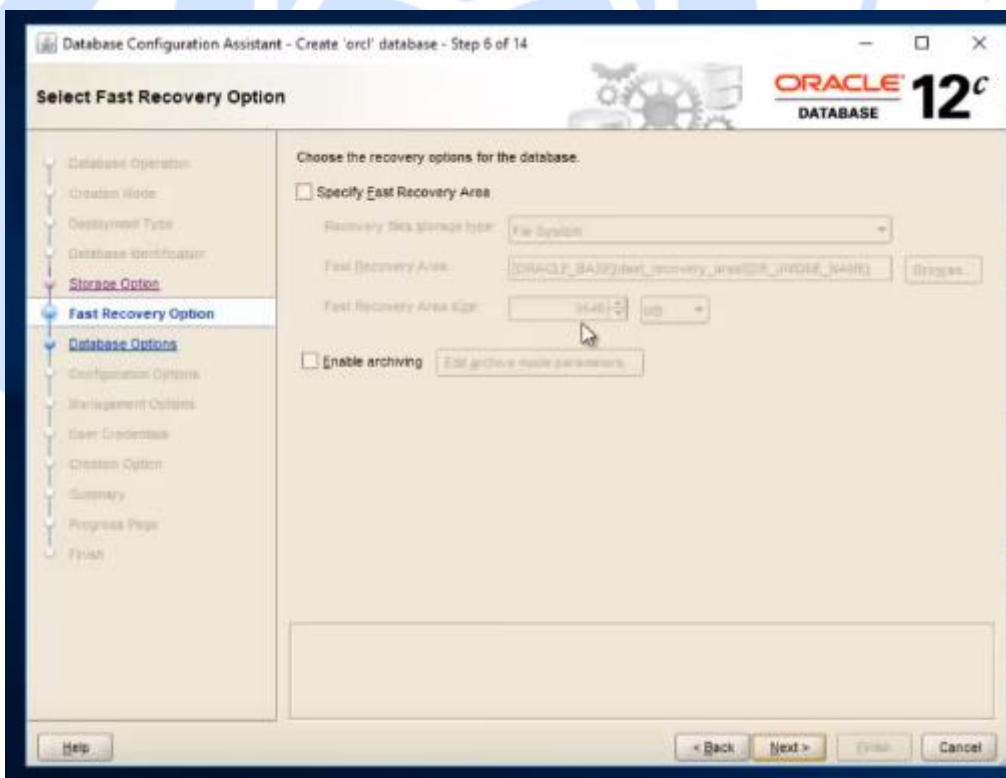 Database Configuration Assistant - Create 'orcl' database - Step 6 of 14
Select Fast Recovery Option
ORACLE
DATABASE
12c
Database Operation
Creation Mode
Deployment Type
Database Identification
Storage Option
Fast Recovery Option
Database Options
Configuration Options
Management Options
User Credentials
Creation Option
Summary
Progress Page
Finish
Choose the recovery options for the database.
Specify Fast Recovery Area
Recovery files storage type: File System
Fast Recovery Area: Browse...
Fast Recovery Area size: MB
Enable archiving Edit archive mode parameters...
Help < Back Next > Finish Cancel